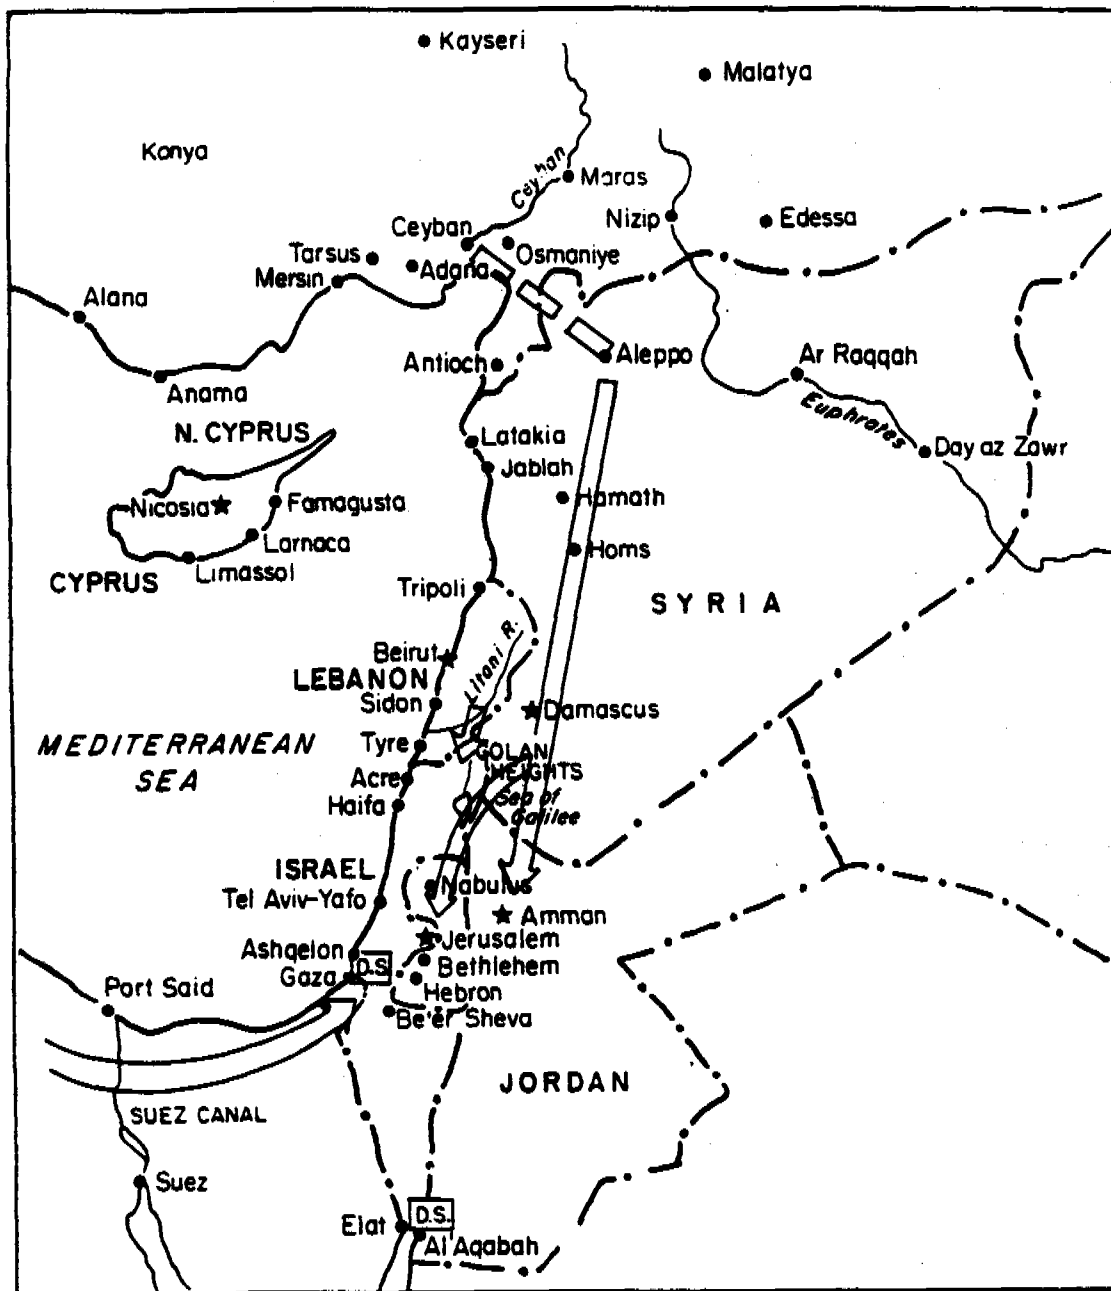 Kayseri
Malatya
Konya
Ceyhan
Maras
Nizip
Edessa
Ceyban
Osmaniye
Tarsus
Adana
Mersin
Alana
Antioch
Aleppo
Ar Raqqah
Anama
Euphrates
N. CYPRUS
Latakia
Day az Zawr
Jablah
Nicosia
Famagusta
Hamath
Larnaca
Homs
Limassol
CYPRUS
Tripoli
SYRIA
Litani R.
Beirut
LEBANON
Sidon
Damascus
MEDITERRANEAN
SEA
Tyre
GOLAN
HEIGHTS
Acre
Sea of
Galilee
Haifa
ISRAEL
Nabulus
Tel Aviv-Yafo
Amman
Jerusalem
Ashqelon
D.S.
Bethlehem
Gaza
Hebron
Port Said
Be'er Sheva
JORDAN
SUEZ CANAL
Suez
D.S.
Elat
Al Aqabah